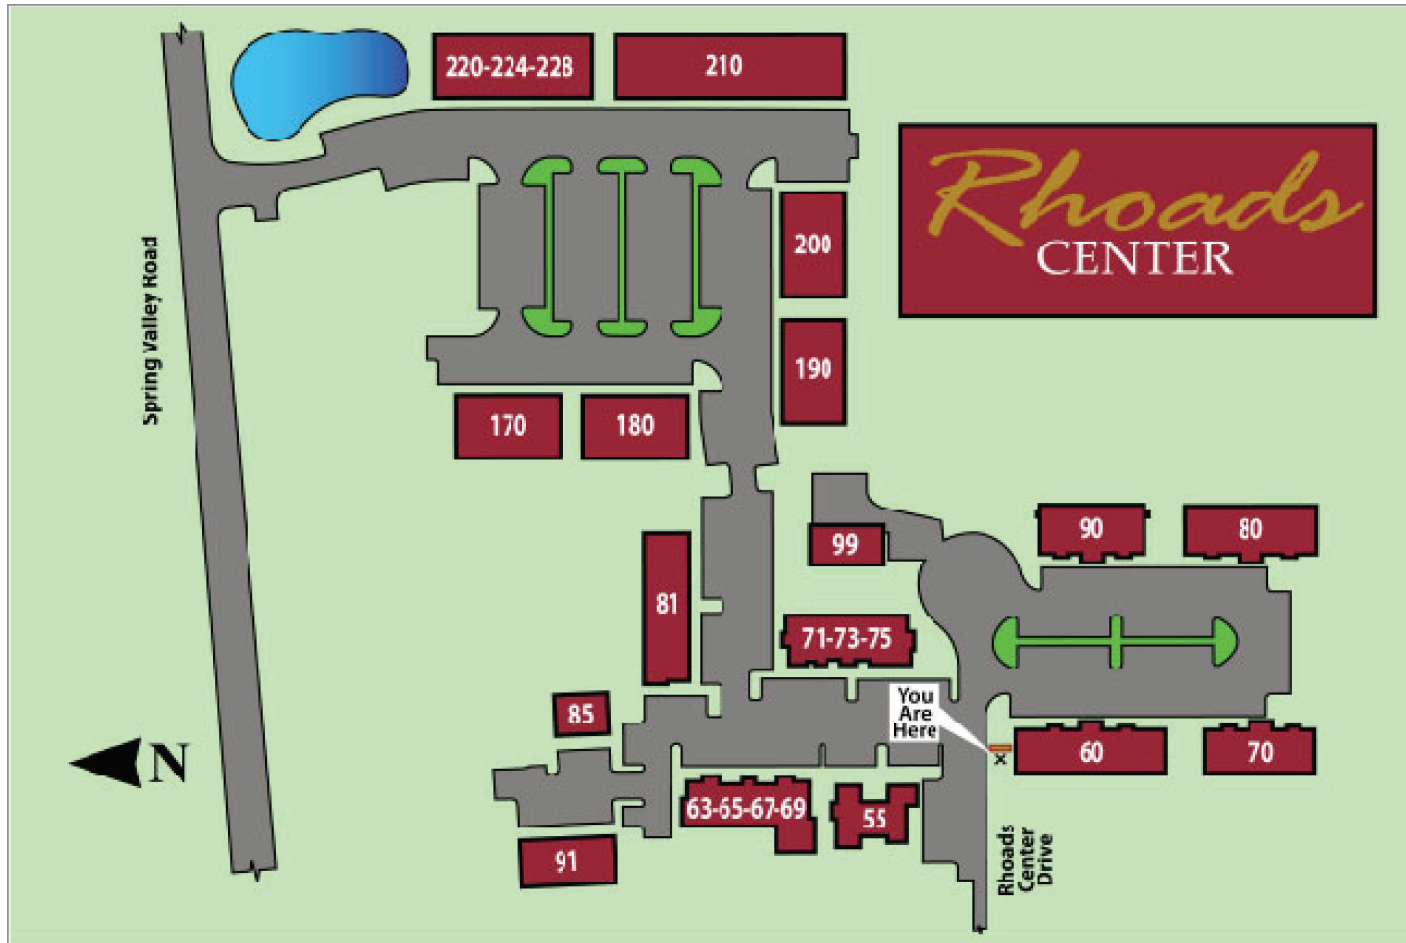 220-224-228
210
Rhoads
CENTER
200
Spring Valley Road
190
170
180
90
80
99
81
71-73-75
You
Are
Here
85
N
60
70
63-65-67-69
55
91
Rhoads
Center
Drive